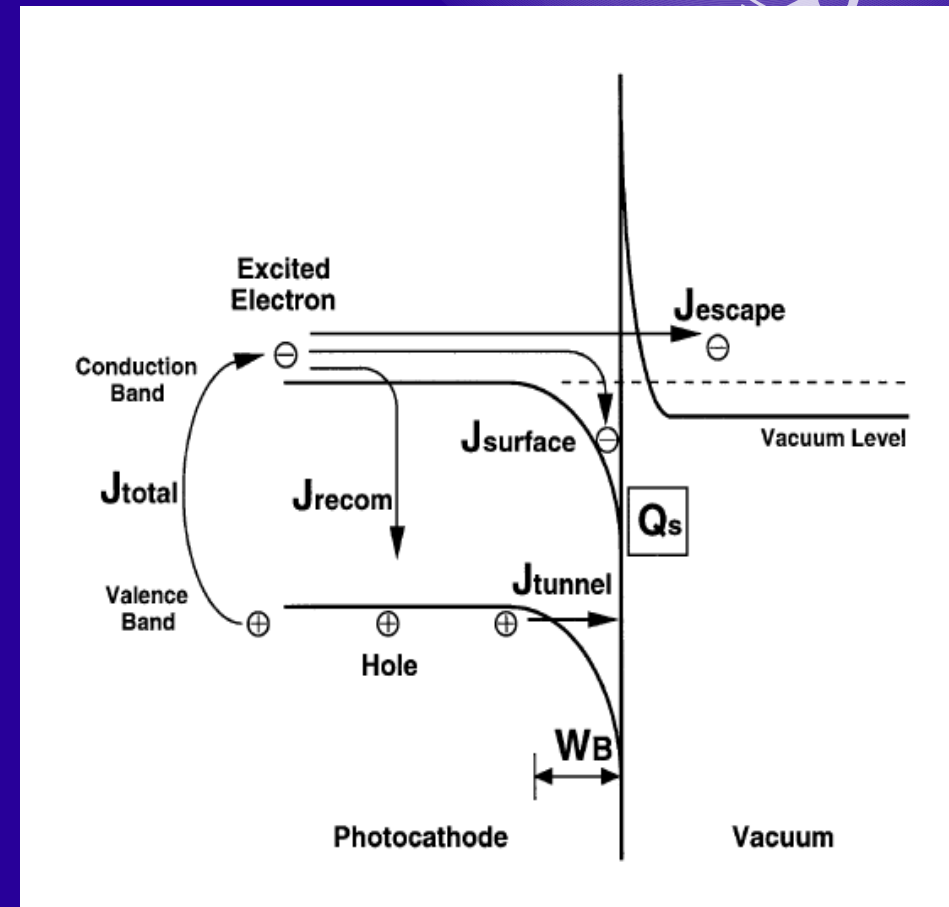 Excited
Electron
Jescape
⊖
⊖
Conduction
Band
Jsurface
⊖
Vacuum Level
Jtotal
Jrecom
Qs
Jtunnel
Valence
Band
⊕
⊕
⊕
Hole
WB
Photocathode
Vacuum